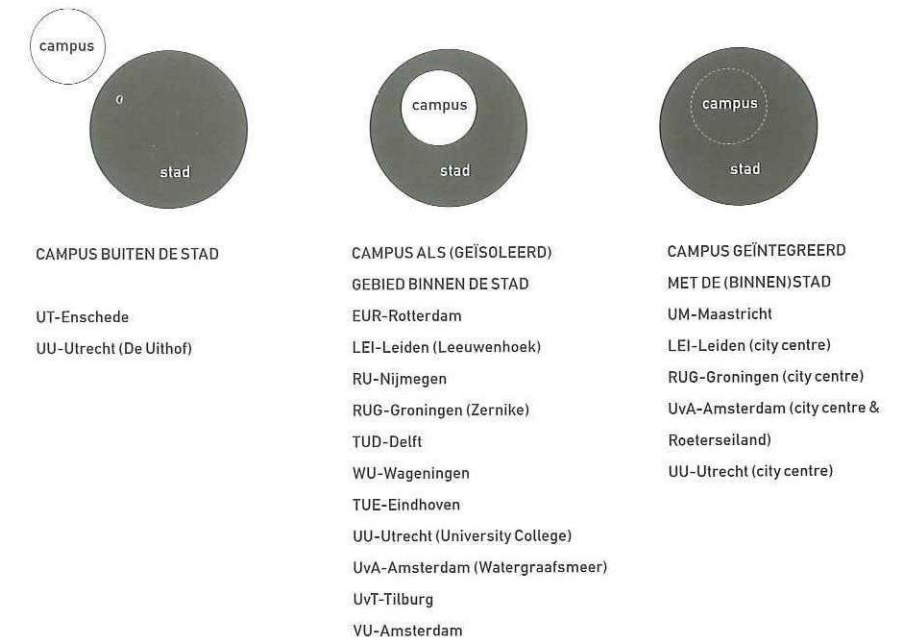 campus
stad
CAMPUS BUITEN DE STAD
UT-Enschede
UU-Utrecht (De Uithof)
campus
stad
CAMPUS ALS (GEÏSOLEERD)
GEBIED BINNEN DE STAD
EUR-Rotterdam
LEI-Leiden (Leeuwenhoek)
RU-Nijmegen
RUG-Groningen (Zernike)
TUD-Delft
WU-Wageningen
TUE-Eindhoven
UU-Utrecht (University College)
UvA-Amsterdam (Watergraafsmeer)
UvT-Tilburg
VU-Amsterdam
campus
stad
CAMPUS GEÏNTEGREERD
MET DE (BINNEN)STAD
UM-Maastricht
LEI-Leiden (city centre)
RUG-Groningen (city centre)
UvA-Amsterdam (city centre &
Roeterseiland)
UU-Utrecht (city centre)